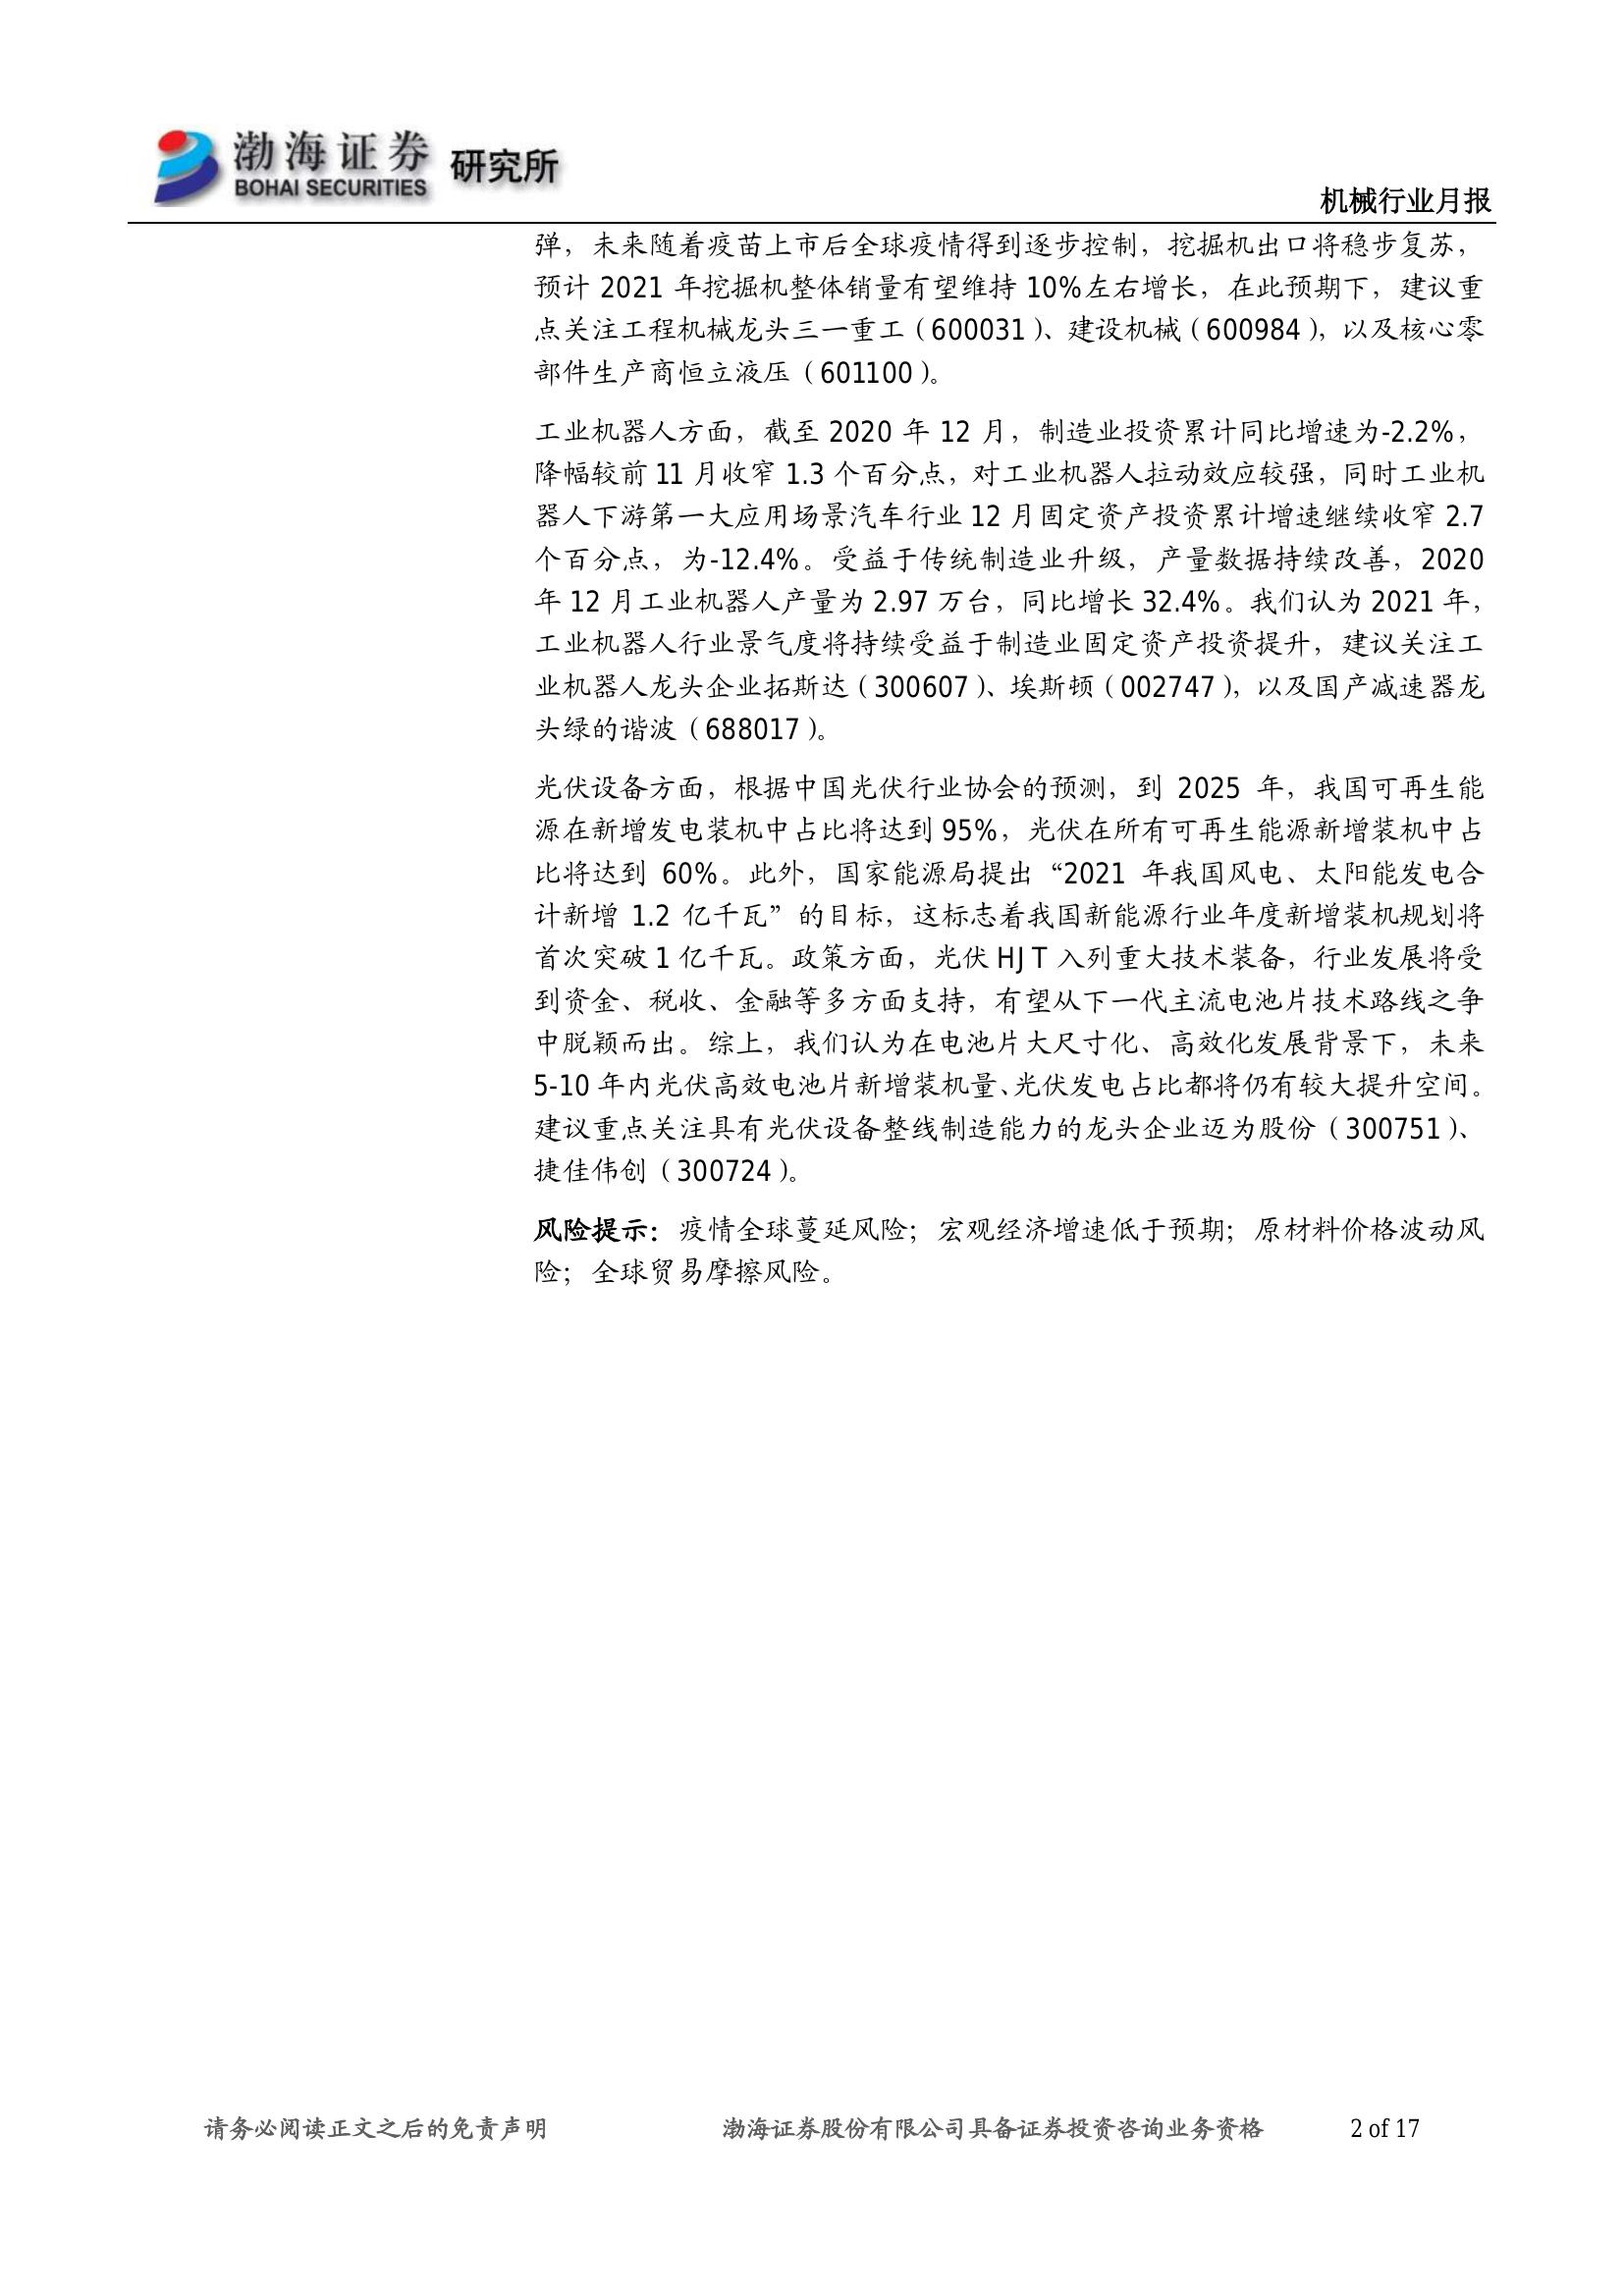 渤海证券 研究所
BOHAI SECURITIES
机械行业月报
弹，未来随着疫苗上市后全球疫情得到逐步控制，挖掘机出口将稳步复苏，
预计 2021 年挖掘机整体销量有望维持 10%左右增长，在此预期下，建议重
点关注工程机械龙头三一重工（600031）、建设机械（600984），以及核心零
部件生产商恒立液压（601100）。
工业机器人方面，截至 2020 年 12 月，制造业投资累计同比增速为-2.2%，
降幅较前 11 月收窄 1.3 个百分点，对工业机器人拉动效应较强，同时工业机
器人下游第一大应用场景汽车行业 12 月固定资产投资累计增速继续收窄 2.7
个百分点，为-12.4%。受益于传统制造业升级，产量数据持续改善，2020
年 12 月工业机器人产量为 2.97 万台，同比增长 32.4%。我们认为 2021 年，
工业机器人行业景气度将持续受益于制造业固定资产投资提升，建议关注工
业机器人龙头企业拓斯达（300607）、埃斯顿（002747），以及国产减速器龙
头绿的谐波（688017）。
光伏设备方面，根据中国光伏行业协会的预测，到 2025 年，我国可再生能
源在新增发电装机中占比将达到 95%，光伏在所有可再生能源新增装机中占
比将达到 60%。此外，国家能源局提出“2021 年我国风电、太阳能发电合
计新增 1.2 亿千瓦”的目标，这标志着我国新能源行业年度新增装机规划将
首次突破 1 亿千瓦。政策方面，光伏 HJT 入列重大技术装备，行业发展将受
到资金、税收、金融等多方面支持，有望从下一代主流电池片技术路线之争
中脱颖而出。综上，我们认为在电池片大尺寸化、高效化发展背景下，未来
5-10 年内光伏高效电池片新增装机量、光伏发电占比都将仍有较大提升空间。
建议重点关注具有光伏设备整线制造能力的龙头企业迈为股份（300751）、
捷佳伟创（300724）。
风险提示：疫情全球蔓延风险；宏观经济增速低于预期；原材料价格波动风
险；全球贸易摩擦风险。
请务必阅读正文之后的免责声明 渤海证券股份有限公司具备证券投资咨询业务资格 2 of 17